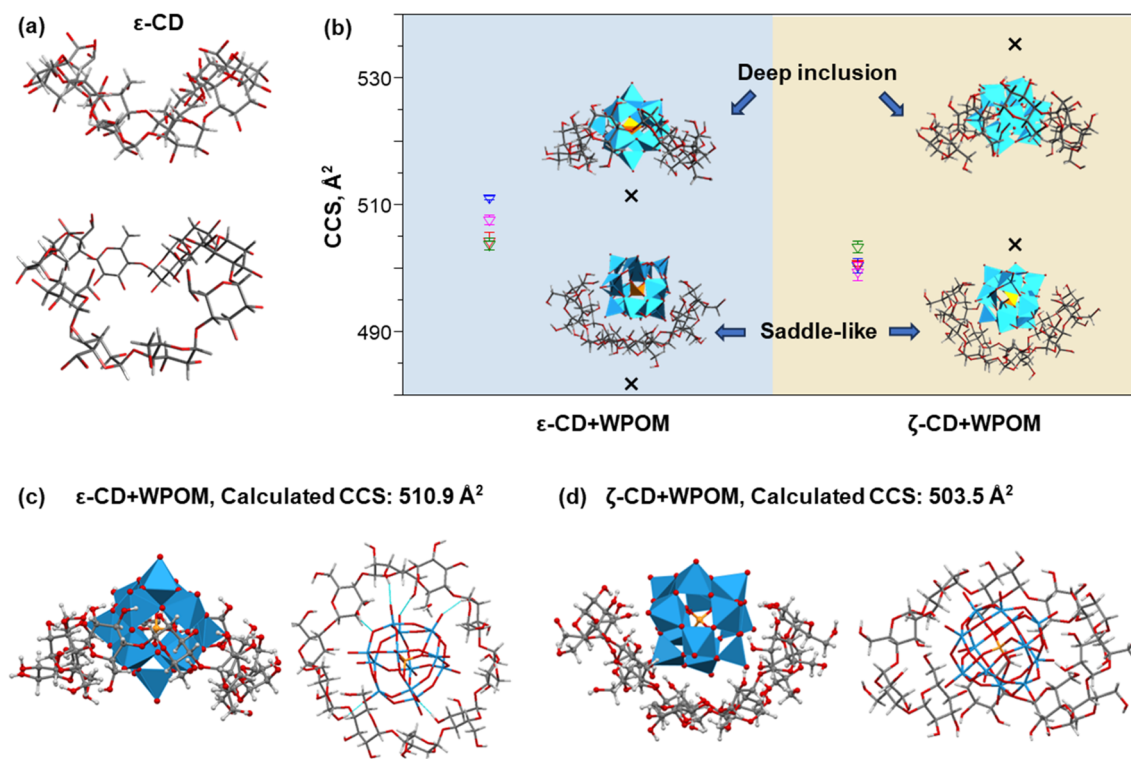 (a)
ε-CD
(b)
CCS, Å²
530
510
490
Deep inclusion
Saddle-like
ε-CD+WPOM
ζ-CD+WPOM
(c) ε-CD+WPOM, Calculated CCS: 510.9 Å²
(d) ζ-CD+WPOM, Calculated CCS: 503.5 Å²